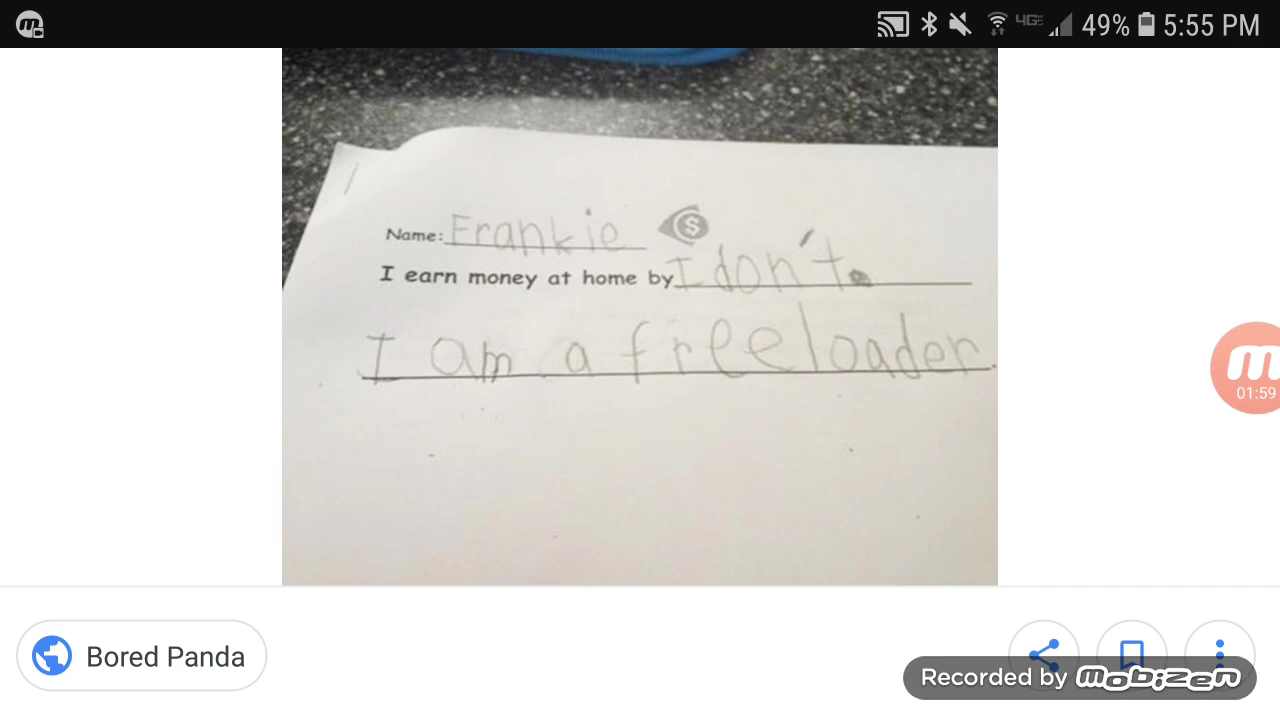 49% 5:55 PM
Name: Frankie
I earn money at home by I don't.
I am a freeloader.
01:59
Bored Panda
Recorded by mobizen